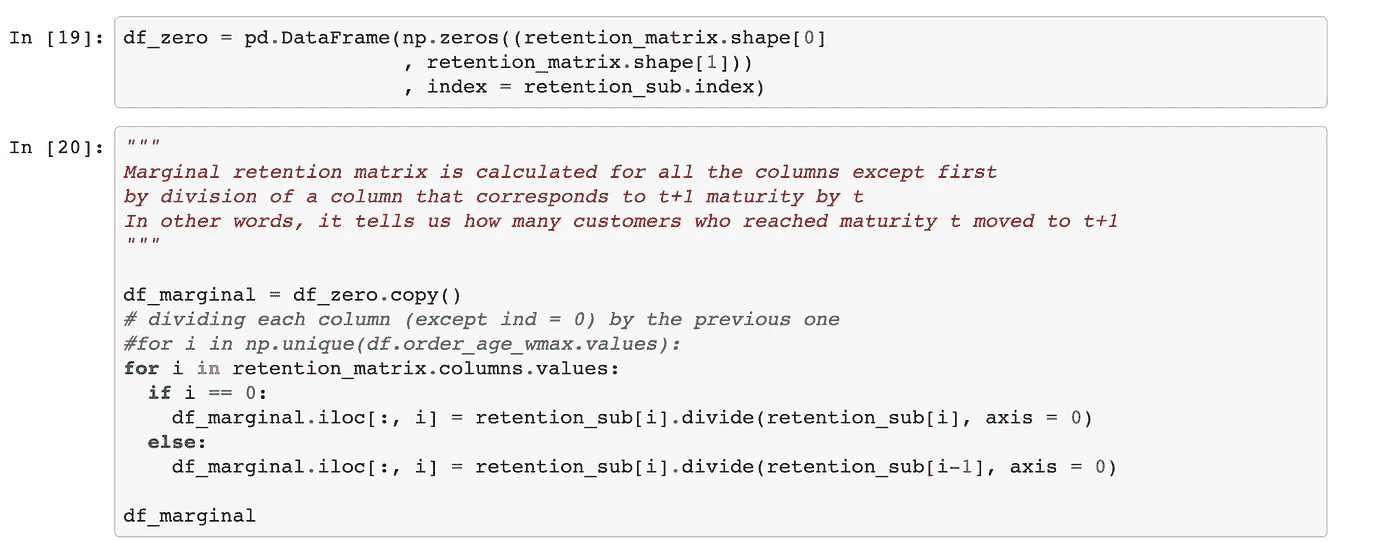 In [19]: df_zero = pd.DataFrame(np.zeros((retention_matrix.shape[0]
, retention_matrix.shape[1]))
, index = retention_sub.index)
In [20]: """
Marginal retention matrix is calculated for all the columns except first
by division of a column that corresponds to t+1 maturity by t
In other words, it tells us how many customers who reached maturity t moved to t+1
"""
df_marginal = df_zero.copy()
# dividing each column (except ind = 0) by the previous one
#for i in np.unique(df.order_age_wmax.values):
for i in retention_matrix.columns.values:
if i == 0:
df_marginal.iloc[:, i] = retention_sub[i].divide(retention_sub[i], axis = 0)
else:
df_marginal.iloc[:, i] = retention_sub[i].divide(retention_sub[i-1], axis = 0)
df_marginal